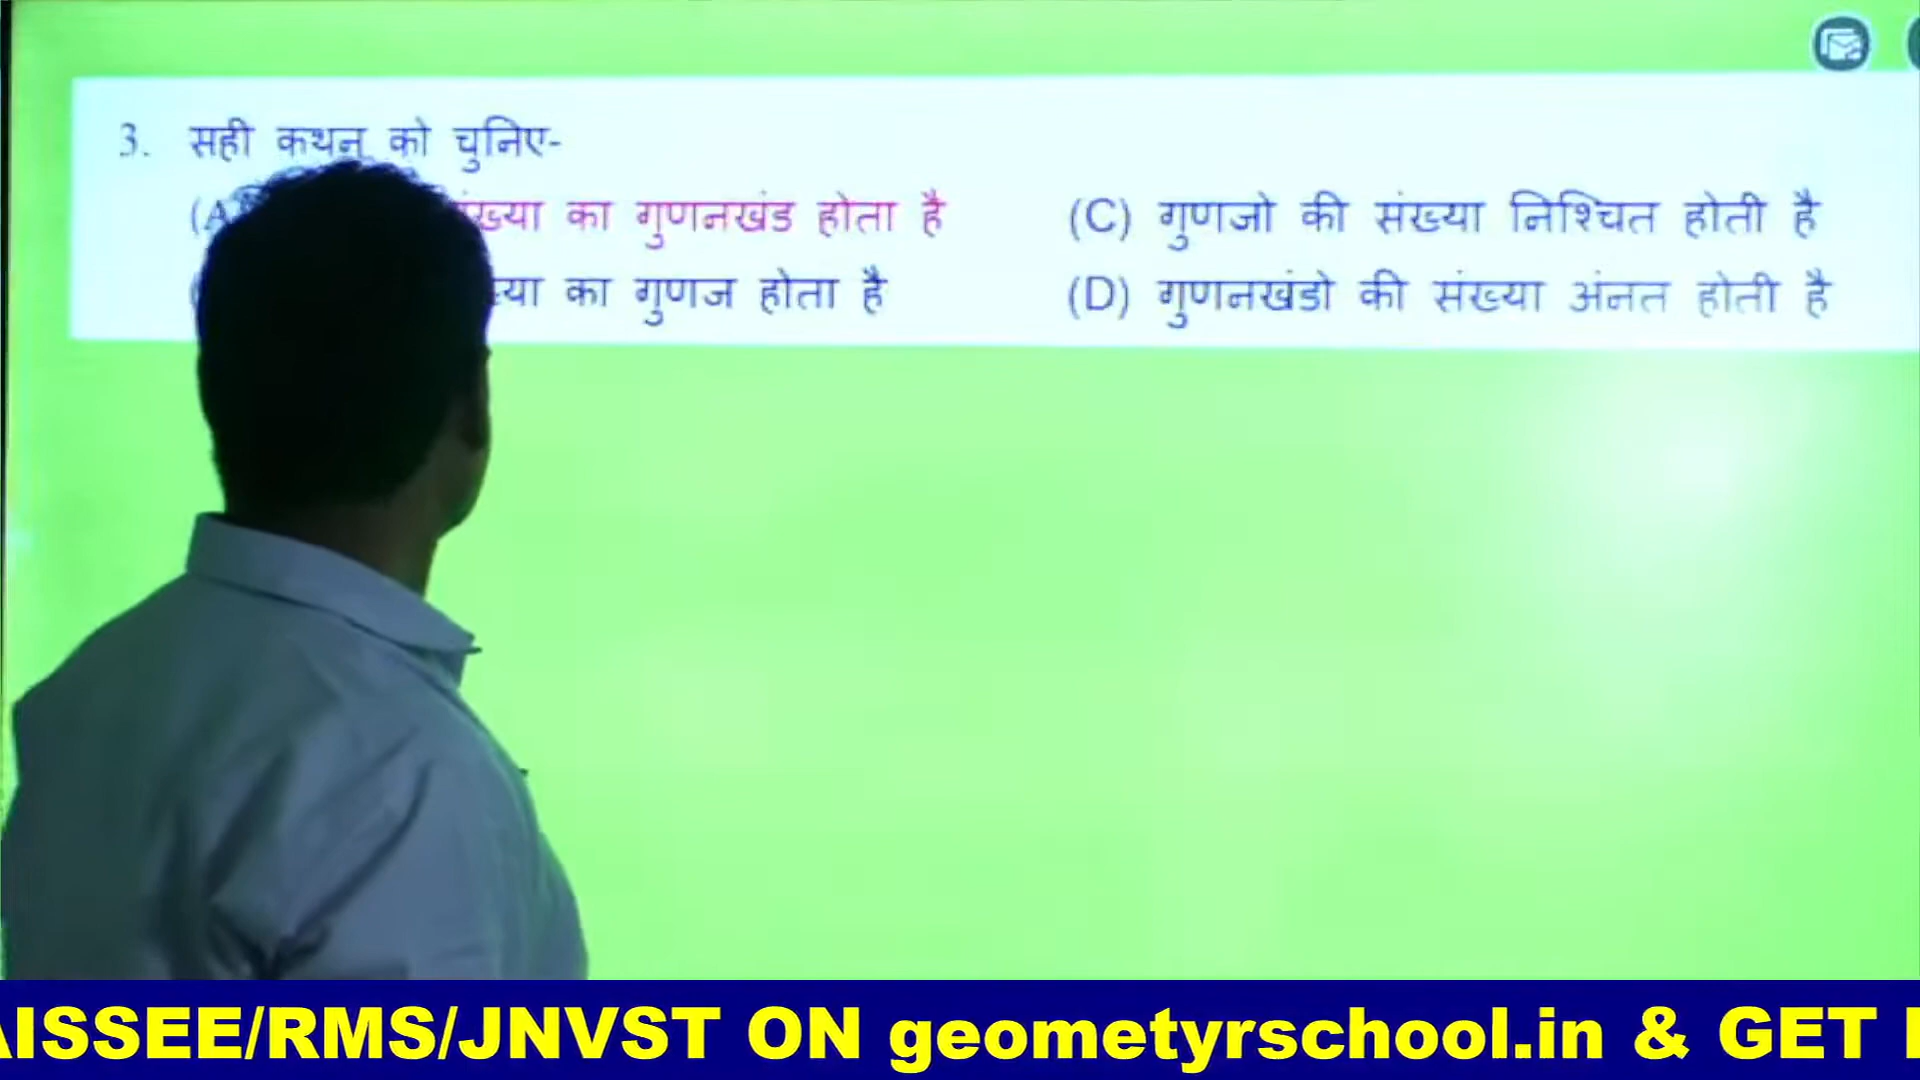 3. सही कथन को चुनिए-
(A संख्या का गुणनखंड होता है
(C) गुणजो की संख्या निश्चित होती है
का गुणज होता है
(D) गुणनखंडो की संख्या अंनत होती है
AISSEE/RMS/JNVST ON geometyrschool.in & GET